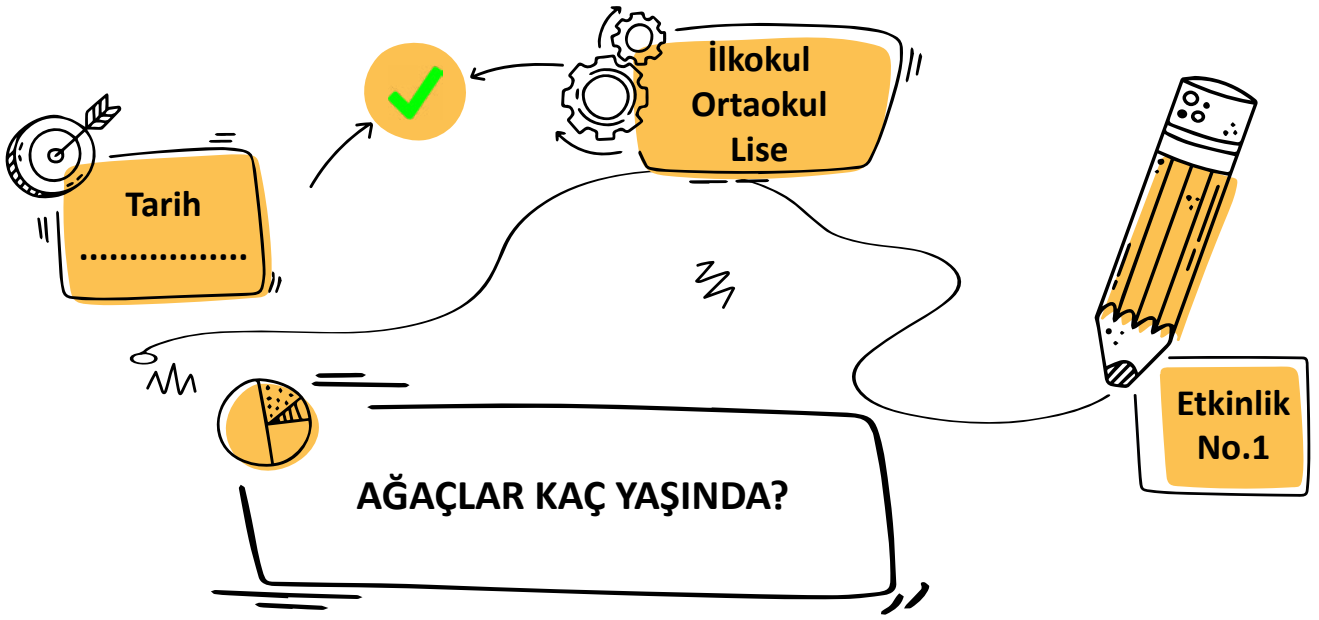 İlkokul
Ortaokul
Lise
Tarih
.................
Etkinlik
No.1
AĞAÇLAR KAÇ YAŞINDA?